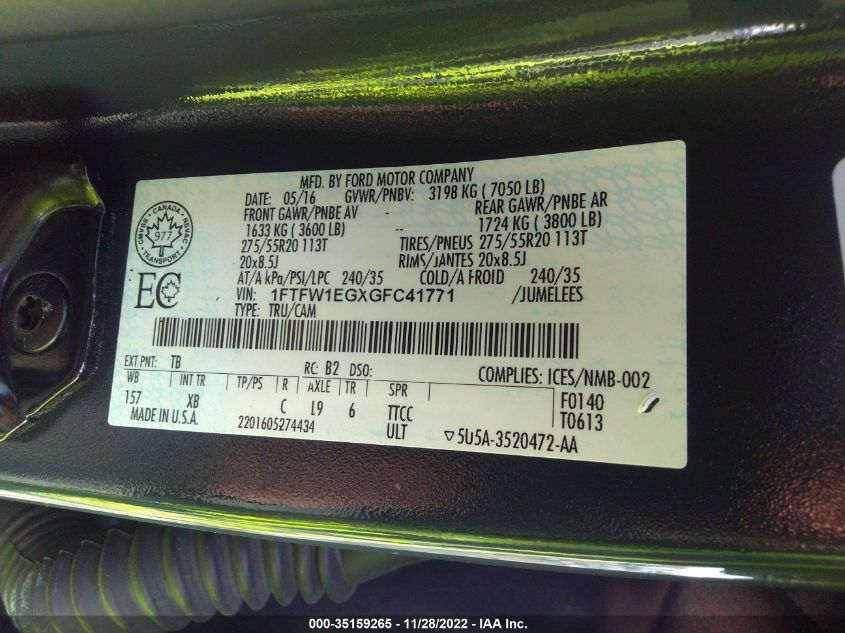 MFD. BY FORD MOTOR COMPANY
DATE: 05/16 GVWR/PNBV: 3198 KG ( 7050 LB)
FRONT GAWR/PNBE AV REAR GAWR/PNBE AR
1633 KG ( 3600 LB) -- 1724 KG ( 3800 LB)
275/55R20 113T TIRES/PNEUS 275/55R20 113T
20x8.5J RIMS/JANTES 20x8.5J
AT/A kPa/PSI/LPC 240/35 COLD/A FROID 240/35
VIN: 1FTFW1EGXGFC41771 /JUMELEES
TYPE: TRU/CAM
CMVSS · CANADA · NSVAC
977
TRANSPORT
EC
EXT PNT: TB RC: B2 DSO: COMPLIES: ICES/NMB-002
WB INT TR TP/PS R AXLE TR SPR F0140
157 XB C L9 6 TTCC T0613
MADE IN U.S.A. 2201605274434 ULT ▽5U5A-3520472-AA
000-35159265 - 11/28/2022 - IAA Inc.